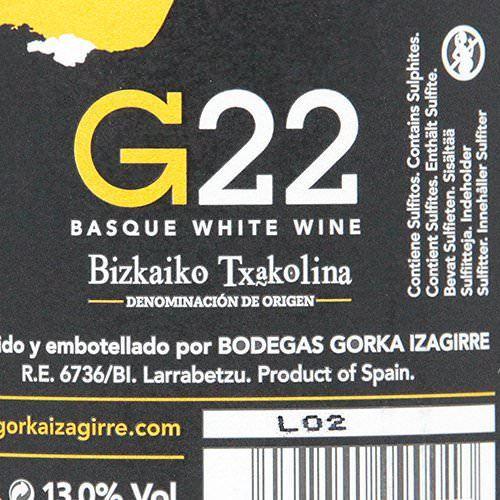 G22
BASQUE WHITE WINE
Bizkaiko Txakolina
DENOMINACIÓN DE ORIGEN
ido y embotellado por BODEGAS GORKA IZAGIRRE
R.E. 6736/BI. Larrabetzu. Product of Spain.
gorkaizagirre.com
L02
13.0% Vol
Contiene Sulfitos. Contains Sulphites.
Contient Sulfites. Enthält Sulfite.
Bevat Sulfieten. Sisältää
Sulfiitteja. Indeholder
Sulfitter. Innehåller Sulfiter